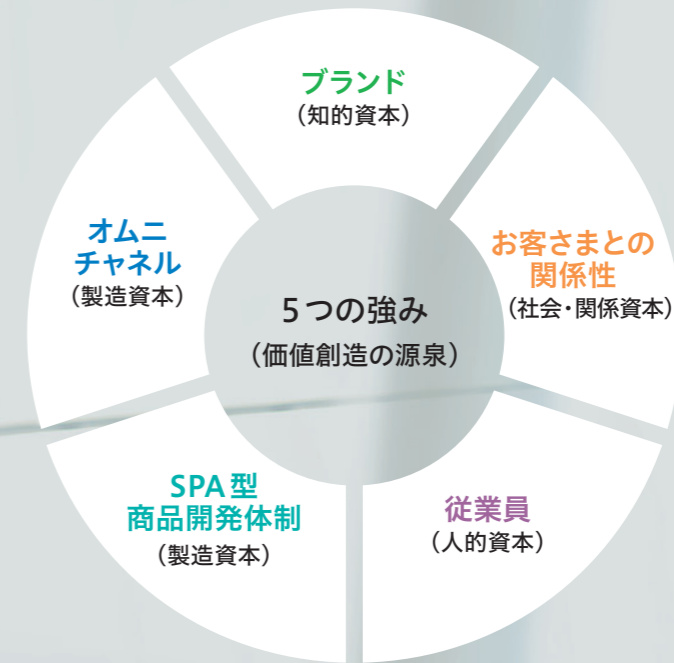 ブランド
（知的資本）
お客さまとの
関係性
（社会・関係資本）
従業員
（人的資本）
SPA型
商品開発体制
（製造資本）
オムニ
チャネル
（製造資本）
5つの強み
（価値創造の源泉）